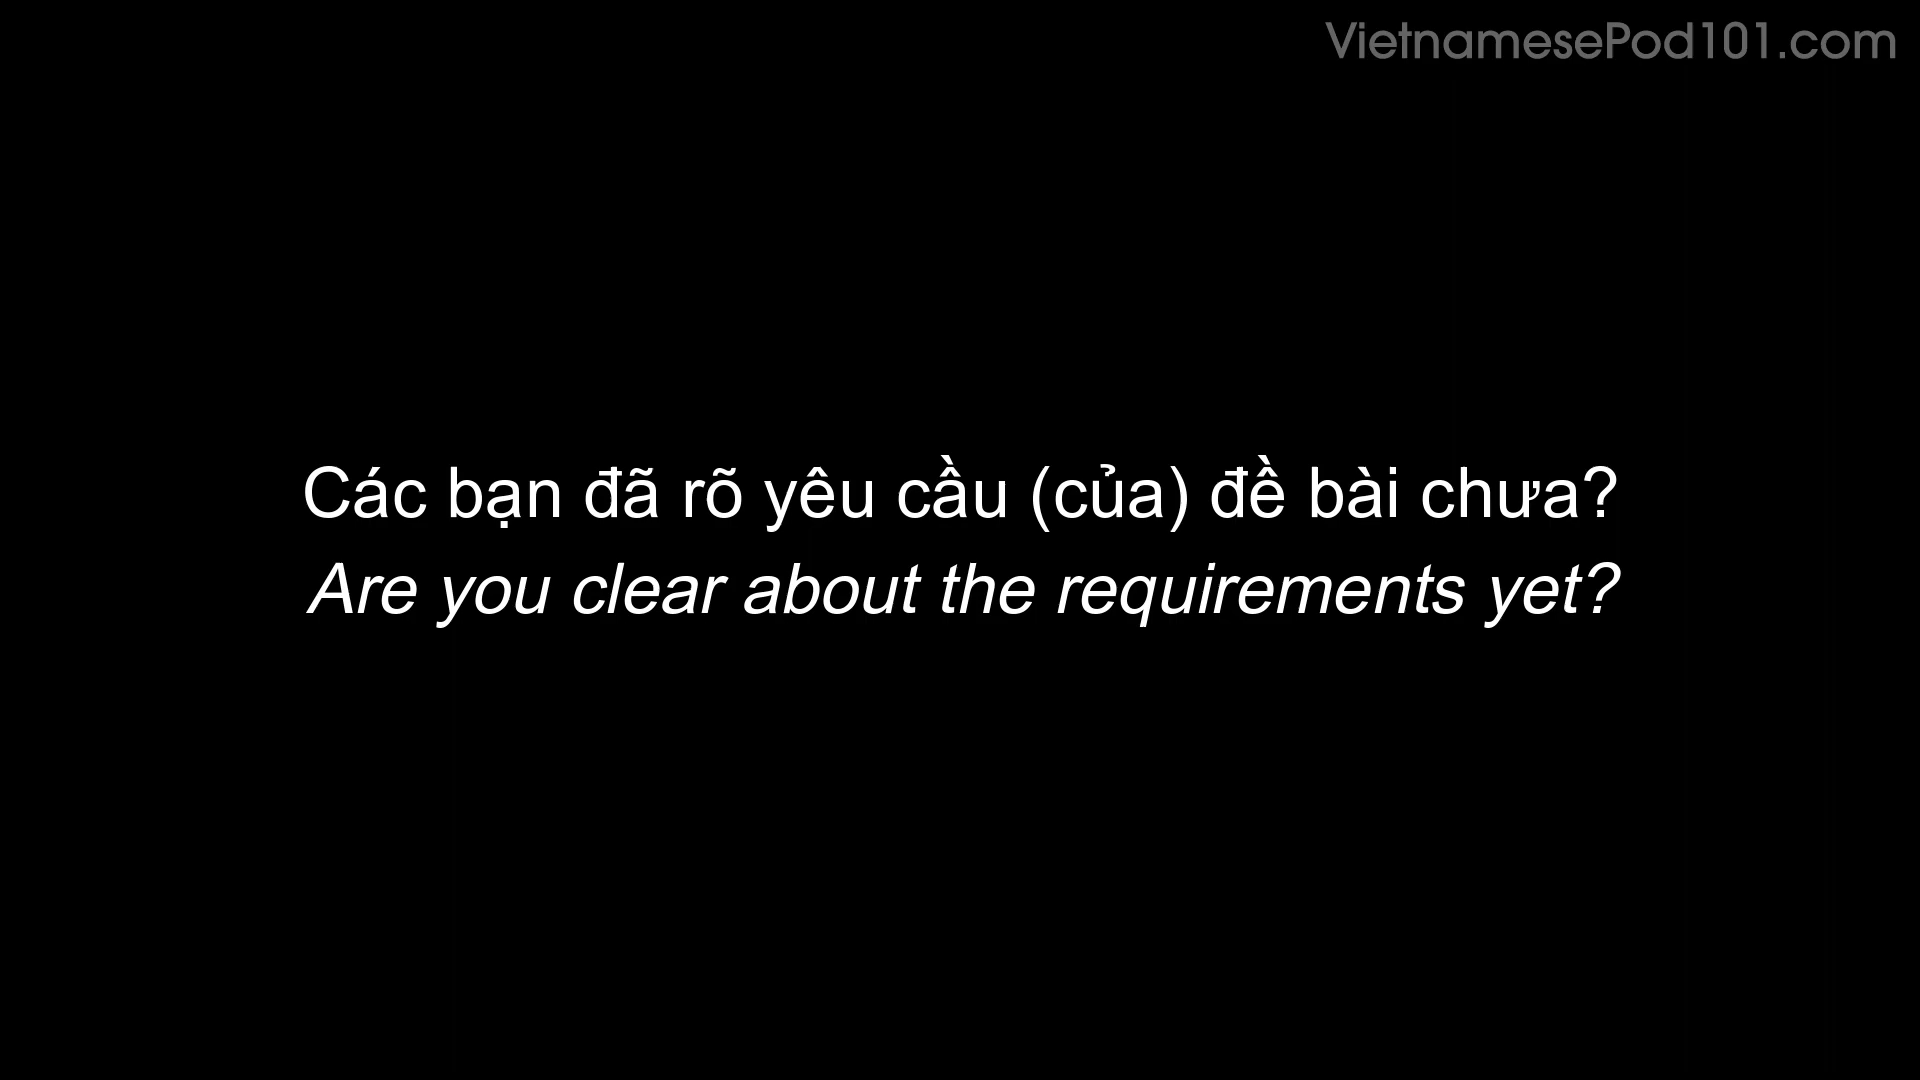 VietnamesePod101.com
Các bạn đã rõ yêu cầu (của) đề bài chưa?
Are you clear about the requirements yet?